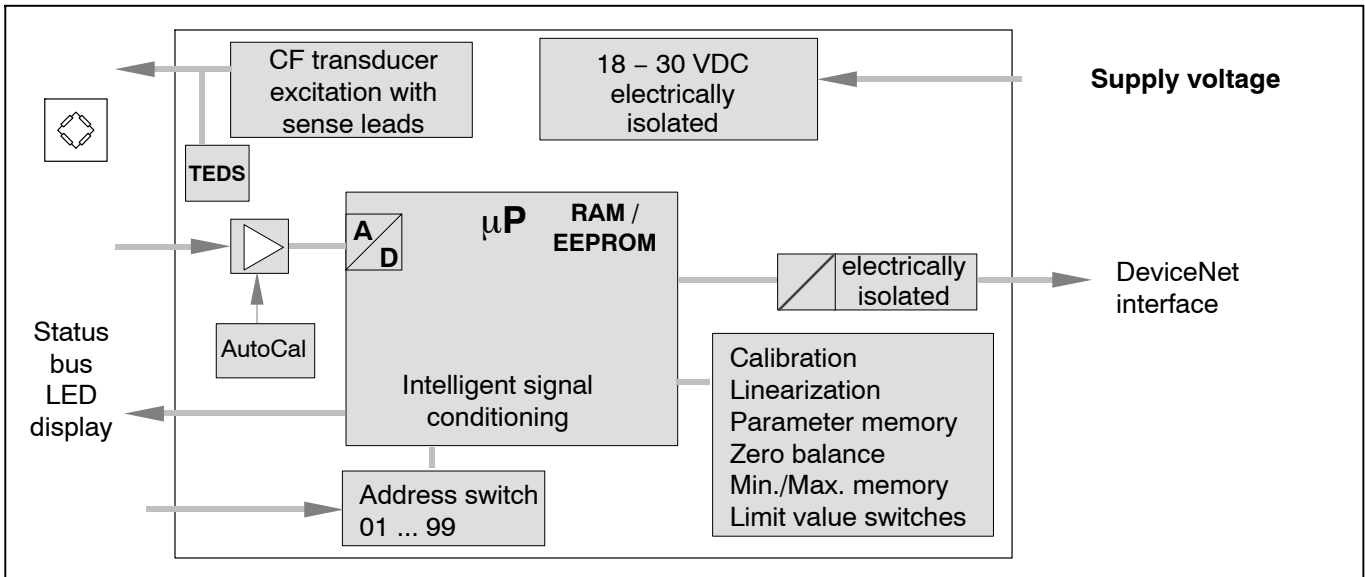 CF transducer
excitation with
sense leads
18 – 30 VDC
electrically
isolated
Supply voltage
TEDS
A
D
µP
RAM /
EEPROM
electrically
isolated
DeviceNet
interface
Status
bus
LED
display
AutoCal
Intelligent signal
conditioning
Calibration
Linearization
Parameter memory
Zero balance
Min./Max. memory
Limit value switches
Address switch
01 ... 99